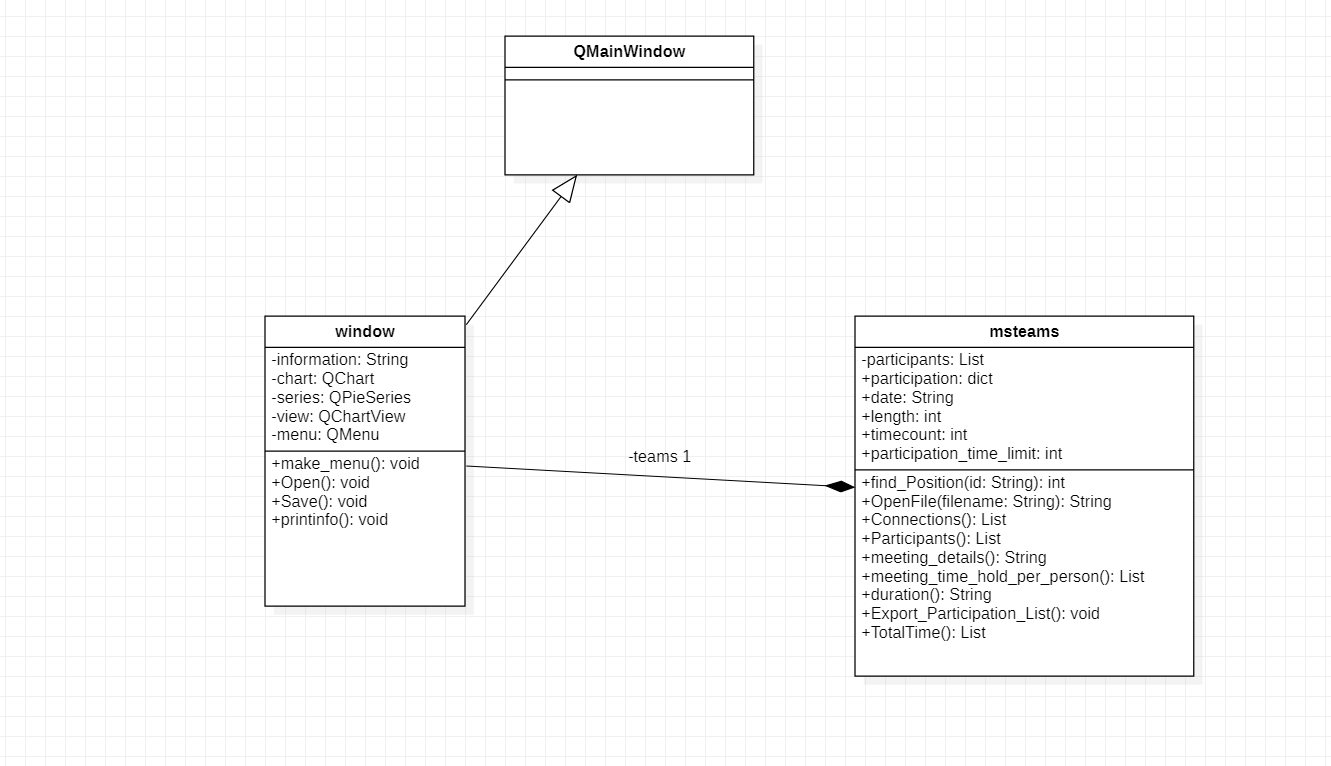 QMainWindow
window
-information: String
-chart: QChart
-series: QPieSeries
-view: QChartView
-menu: QMenu
+make_menu(): void
+Open(): void
+Save(): void
+printinfo(): void
-teams 1
msteams
-participants: List
+participation: dict
+date: String
+length: int
+timecount: int
+participation_time_limit: int
+find_Position(id: String): int
+OpenFile(filename: String): String
+Connections(): List
+Participants(): List
+meeting_details(): String
+meeting_time_hold_per_person(): List
+duration(): String
+Export_Participation_List(): void
+TotalTime(): List